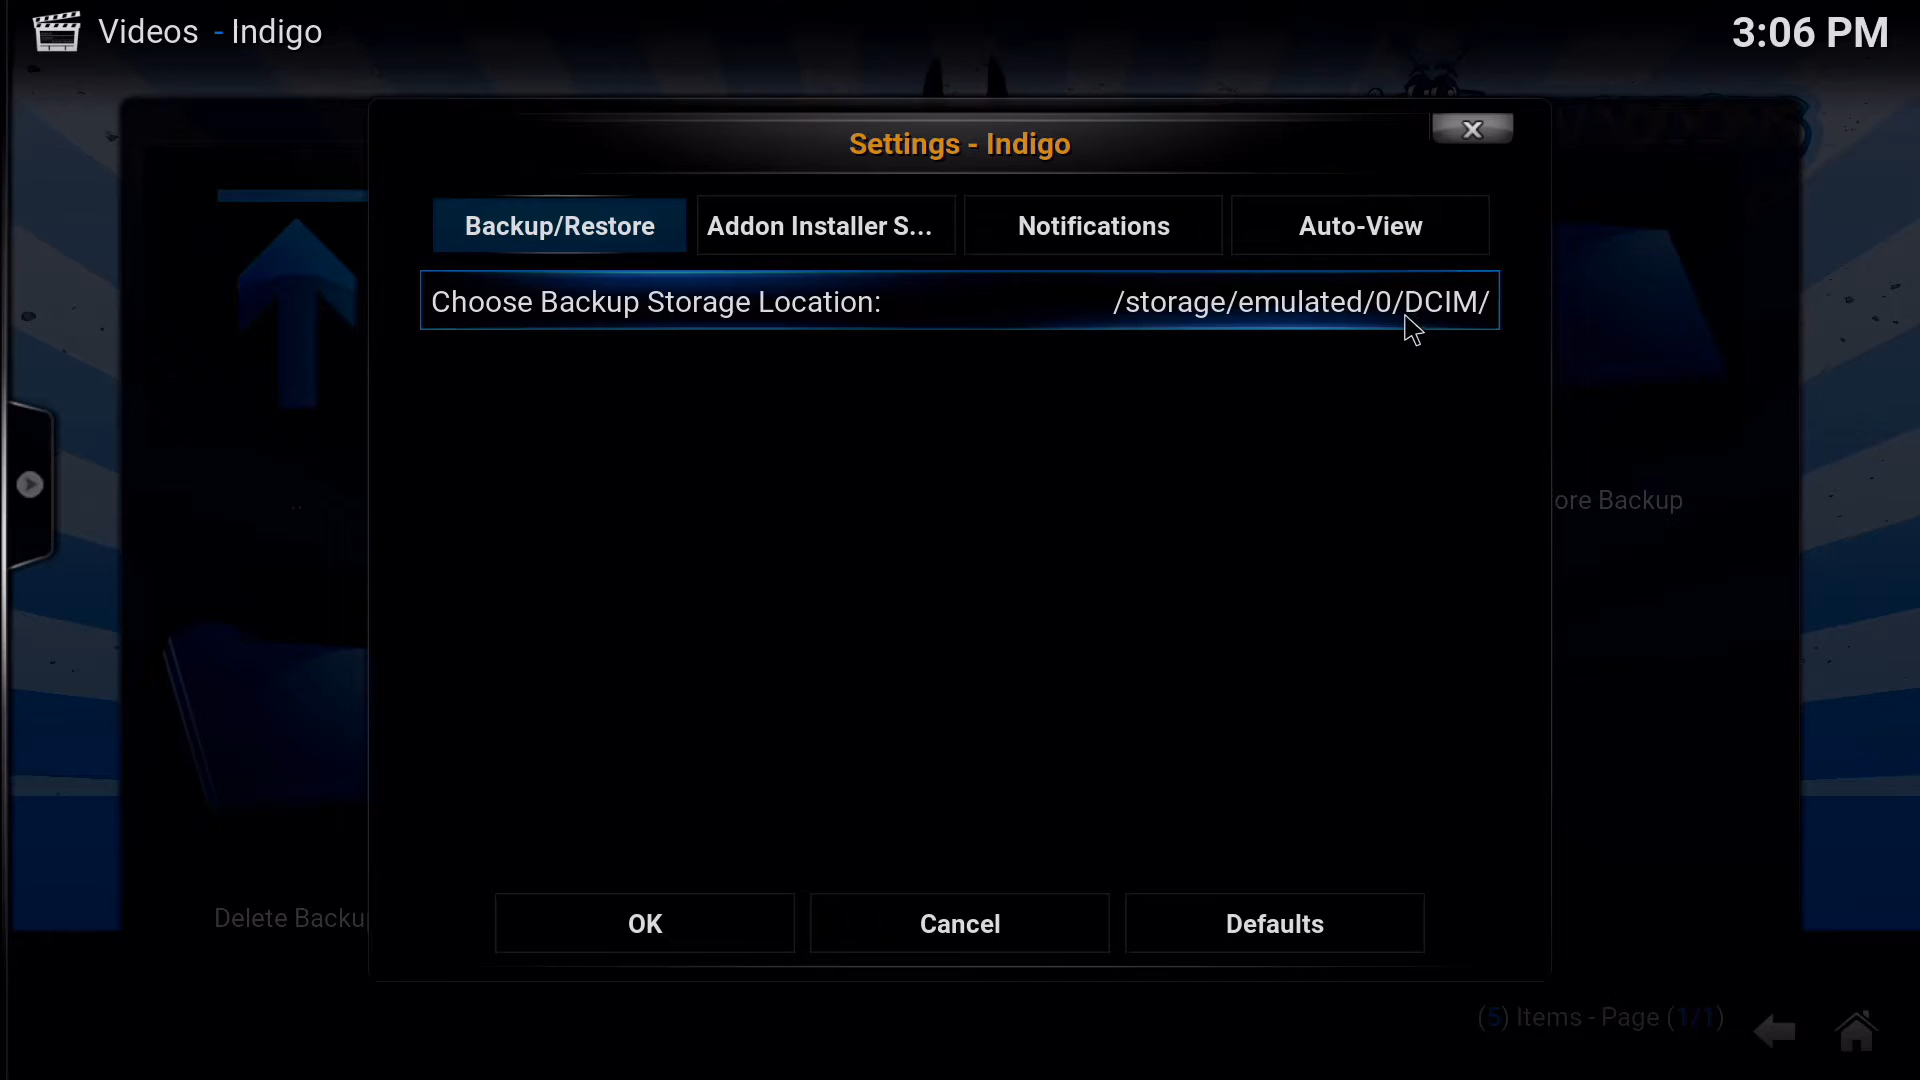 Videos - Indigo
3:06 PM
Settings - Indigo
X
Backup/Restore
Addon Installer S...
Notifications
Auto-View
Choose Backup Storage Location: /storage/emulated/0/DCIM/
..
ore Backup
Delete Backu
OK
Cancel
Defaults
(5) Items - Page (1/1)